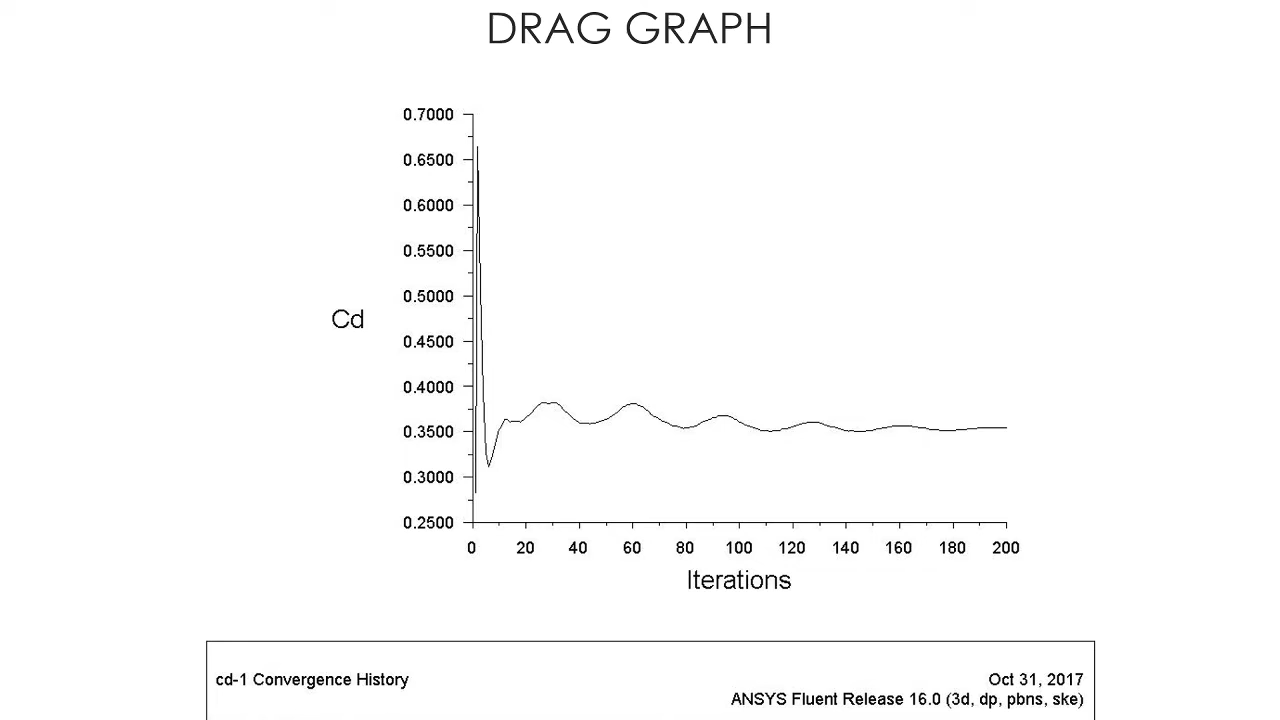 DRAG GRAPH
0.7000
0.6500
0.6000
0.5500
0.5000
Cd
0.4500
0.4000
0.3500
0.3000
0.2500
0 20 40 60 80 100 120 140 160 180 200
Iterations
cd-1 Convergence History
Oct 31, 2017
ANSYS Fluent Release 16.0 (3d, dp, pbns, ske)